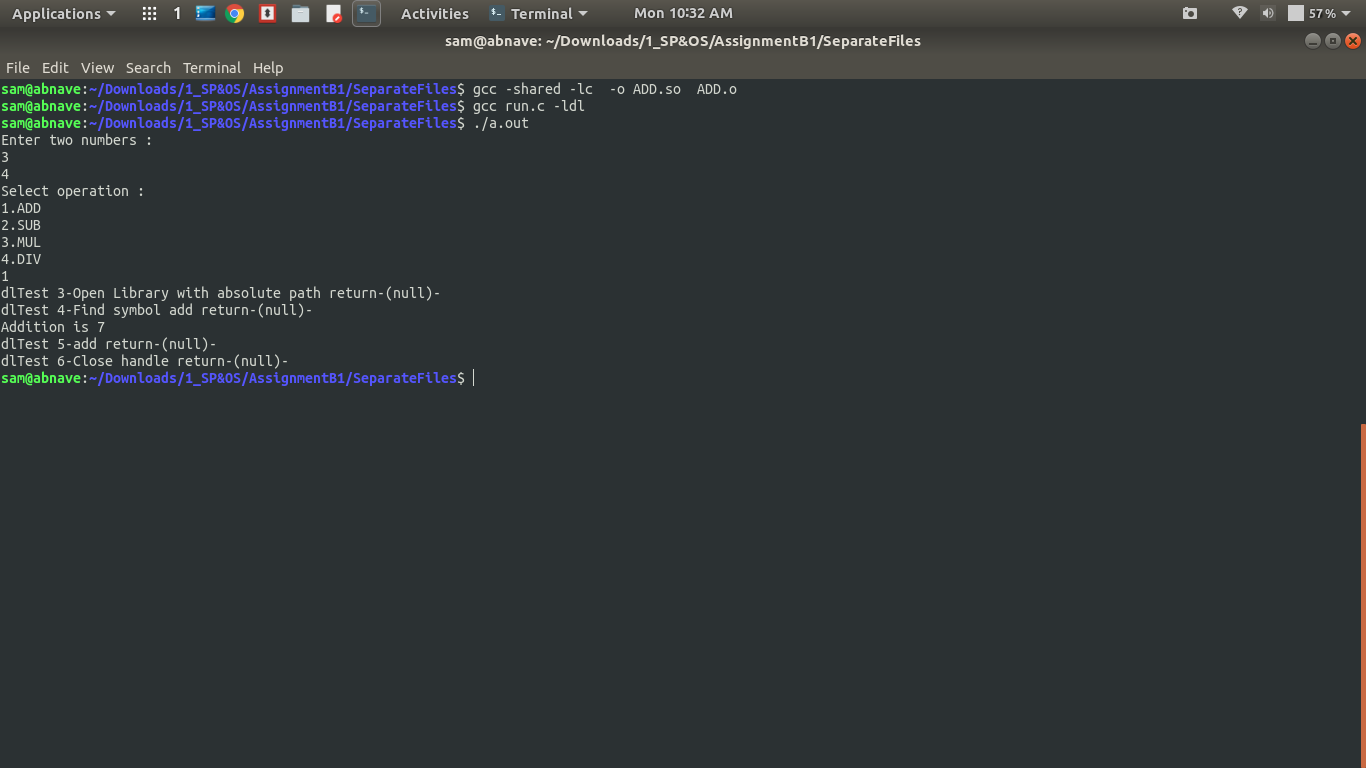 Applications 1 Activities Terminal Mon 10:32 AM 57%
sam@abnave: ~/Downloads/1_SP&OS/AssignmentB1/SeparateFiles
File Edit View Search Terminal Help
sam@abnave:~/Downloads/1_SP&OS/AssignmentB1/SeparateFiles$ gcc -shared -lc  -o ADD.so  ADD.o
sam@abnave:~/Downloads/1_SP&OS/AssignmentB1/SeparateFiles$ gcc run.c -ldl
sam@abnave:~/Downloads/1_SP&OS/AssignmentB1/SeparateFiles$ ./a.out
Enter two numbers :
3
4
Select operation :
1.ADD
2.SUB
3.MUL
4.DIV
1
dlTest 3-Open Library with absolute path return-(null)-
dlTest 4-Find symbol add return-(null)-
Addition is 7
dlTest 5-add return-(null)-
dlTest 6-Close handle return-(null)-
sam@abnave:~/Downloads/1_SP&OS/AssignmentB1/SeparateFiles$